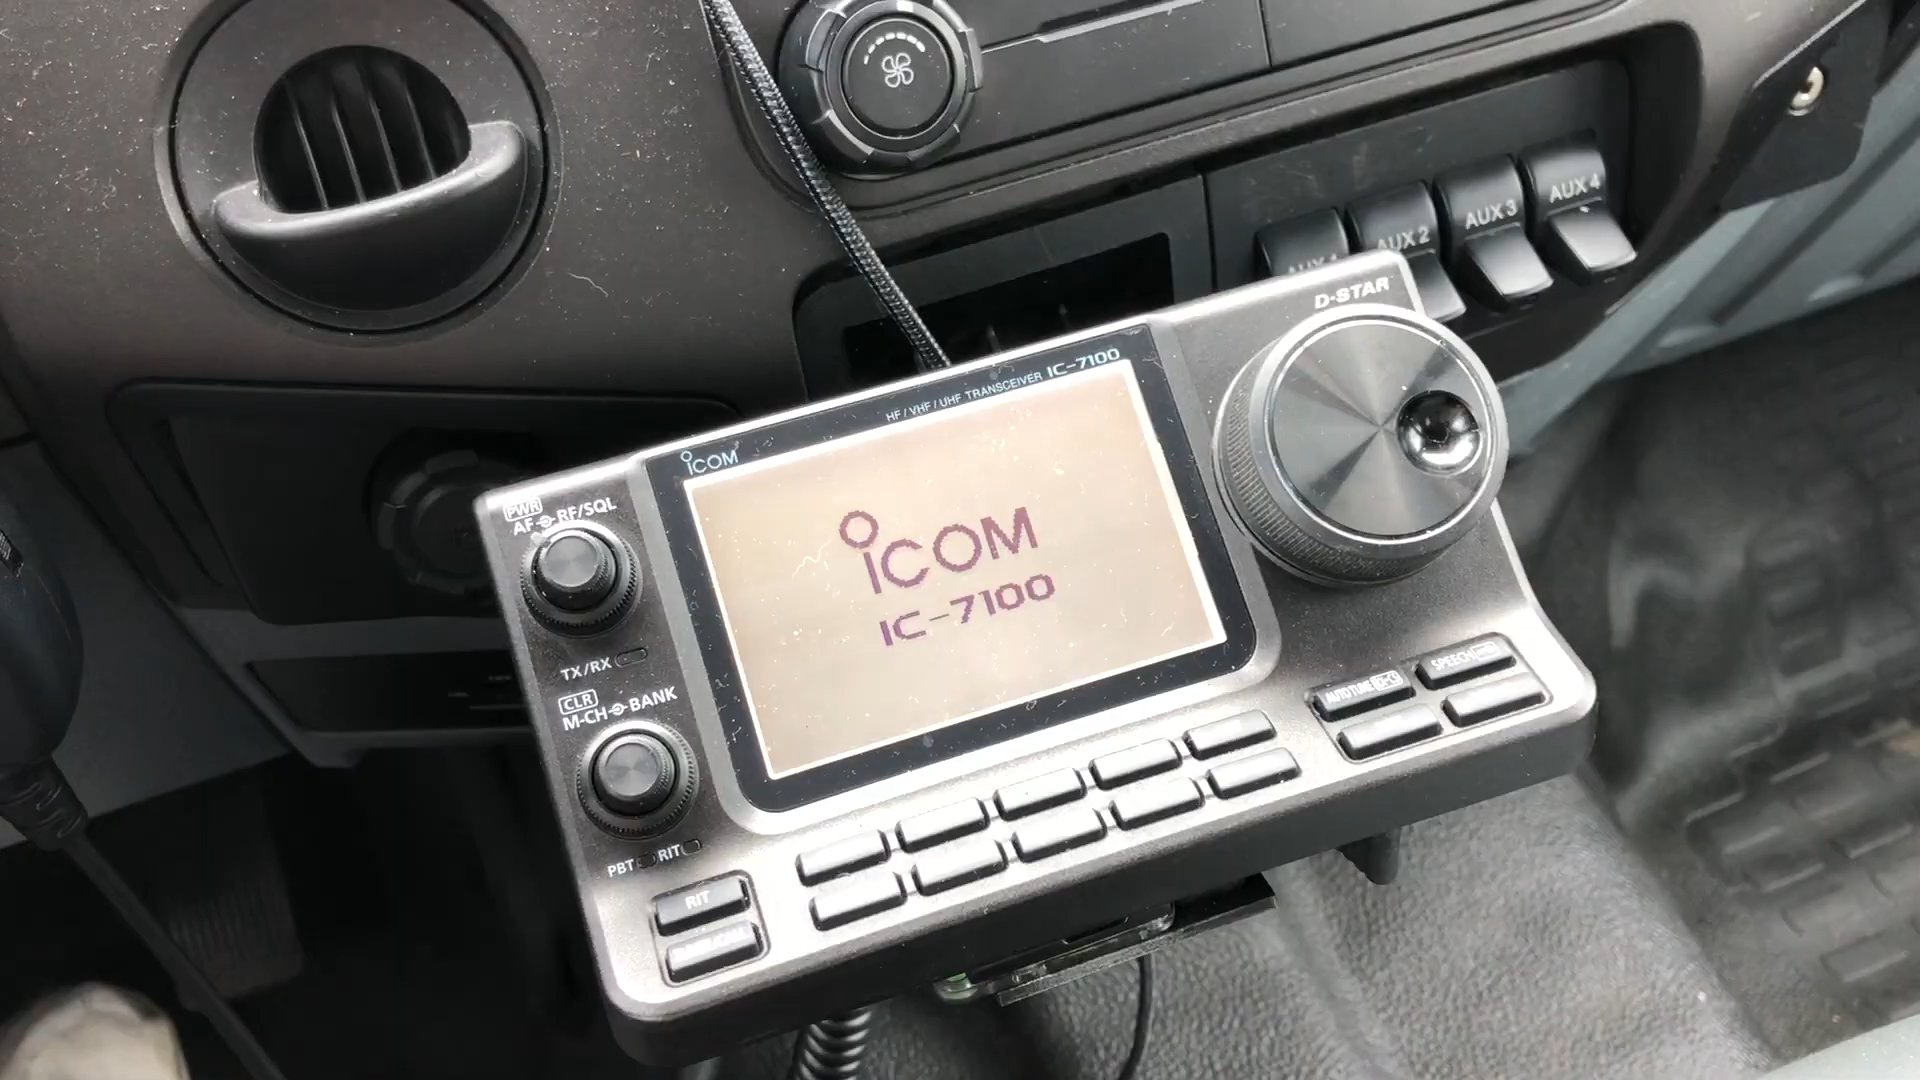 AUX 2
AUX 3
AUX 4
D-STAR
HF / VHF / UHF TRANSCEIVER IC-7100
ICOM
PWR
AF RF/SQL
ICOM
IC-7100
TX/RX
CLR
M-CH BANK
SPEECH
AUTOTUNE
PBT RIT
RIT